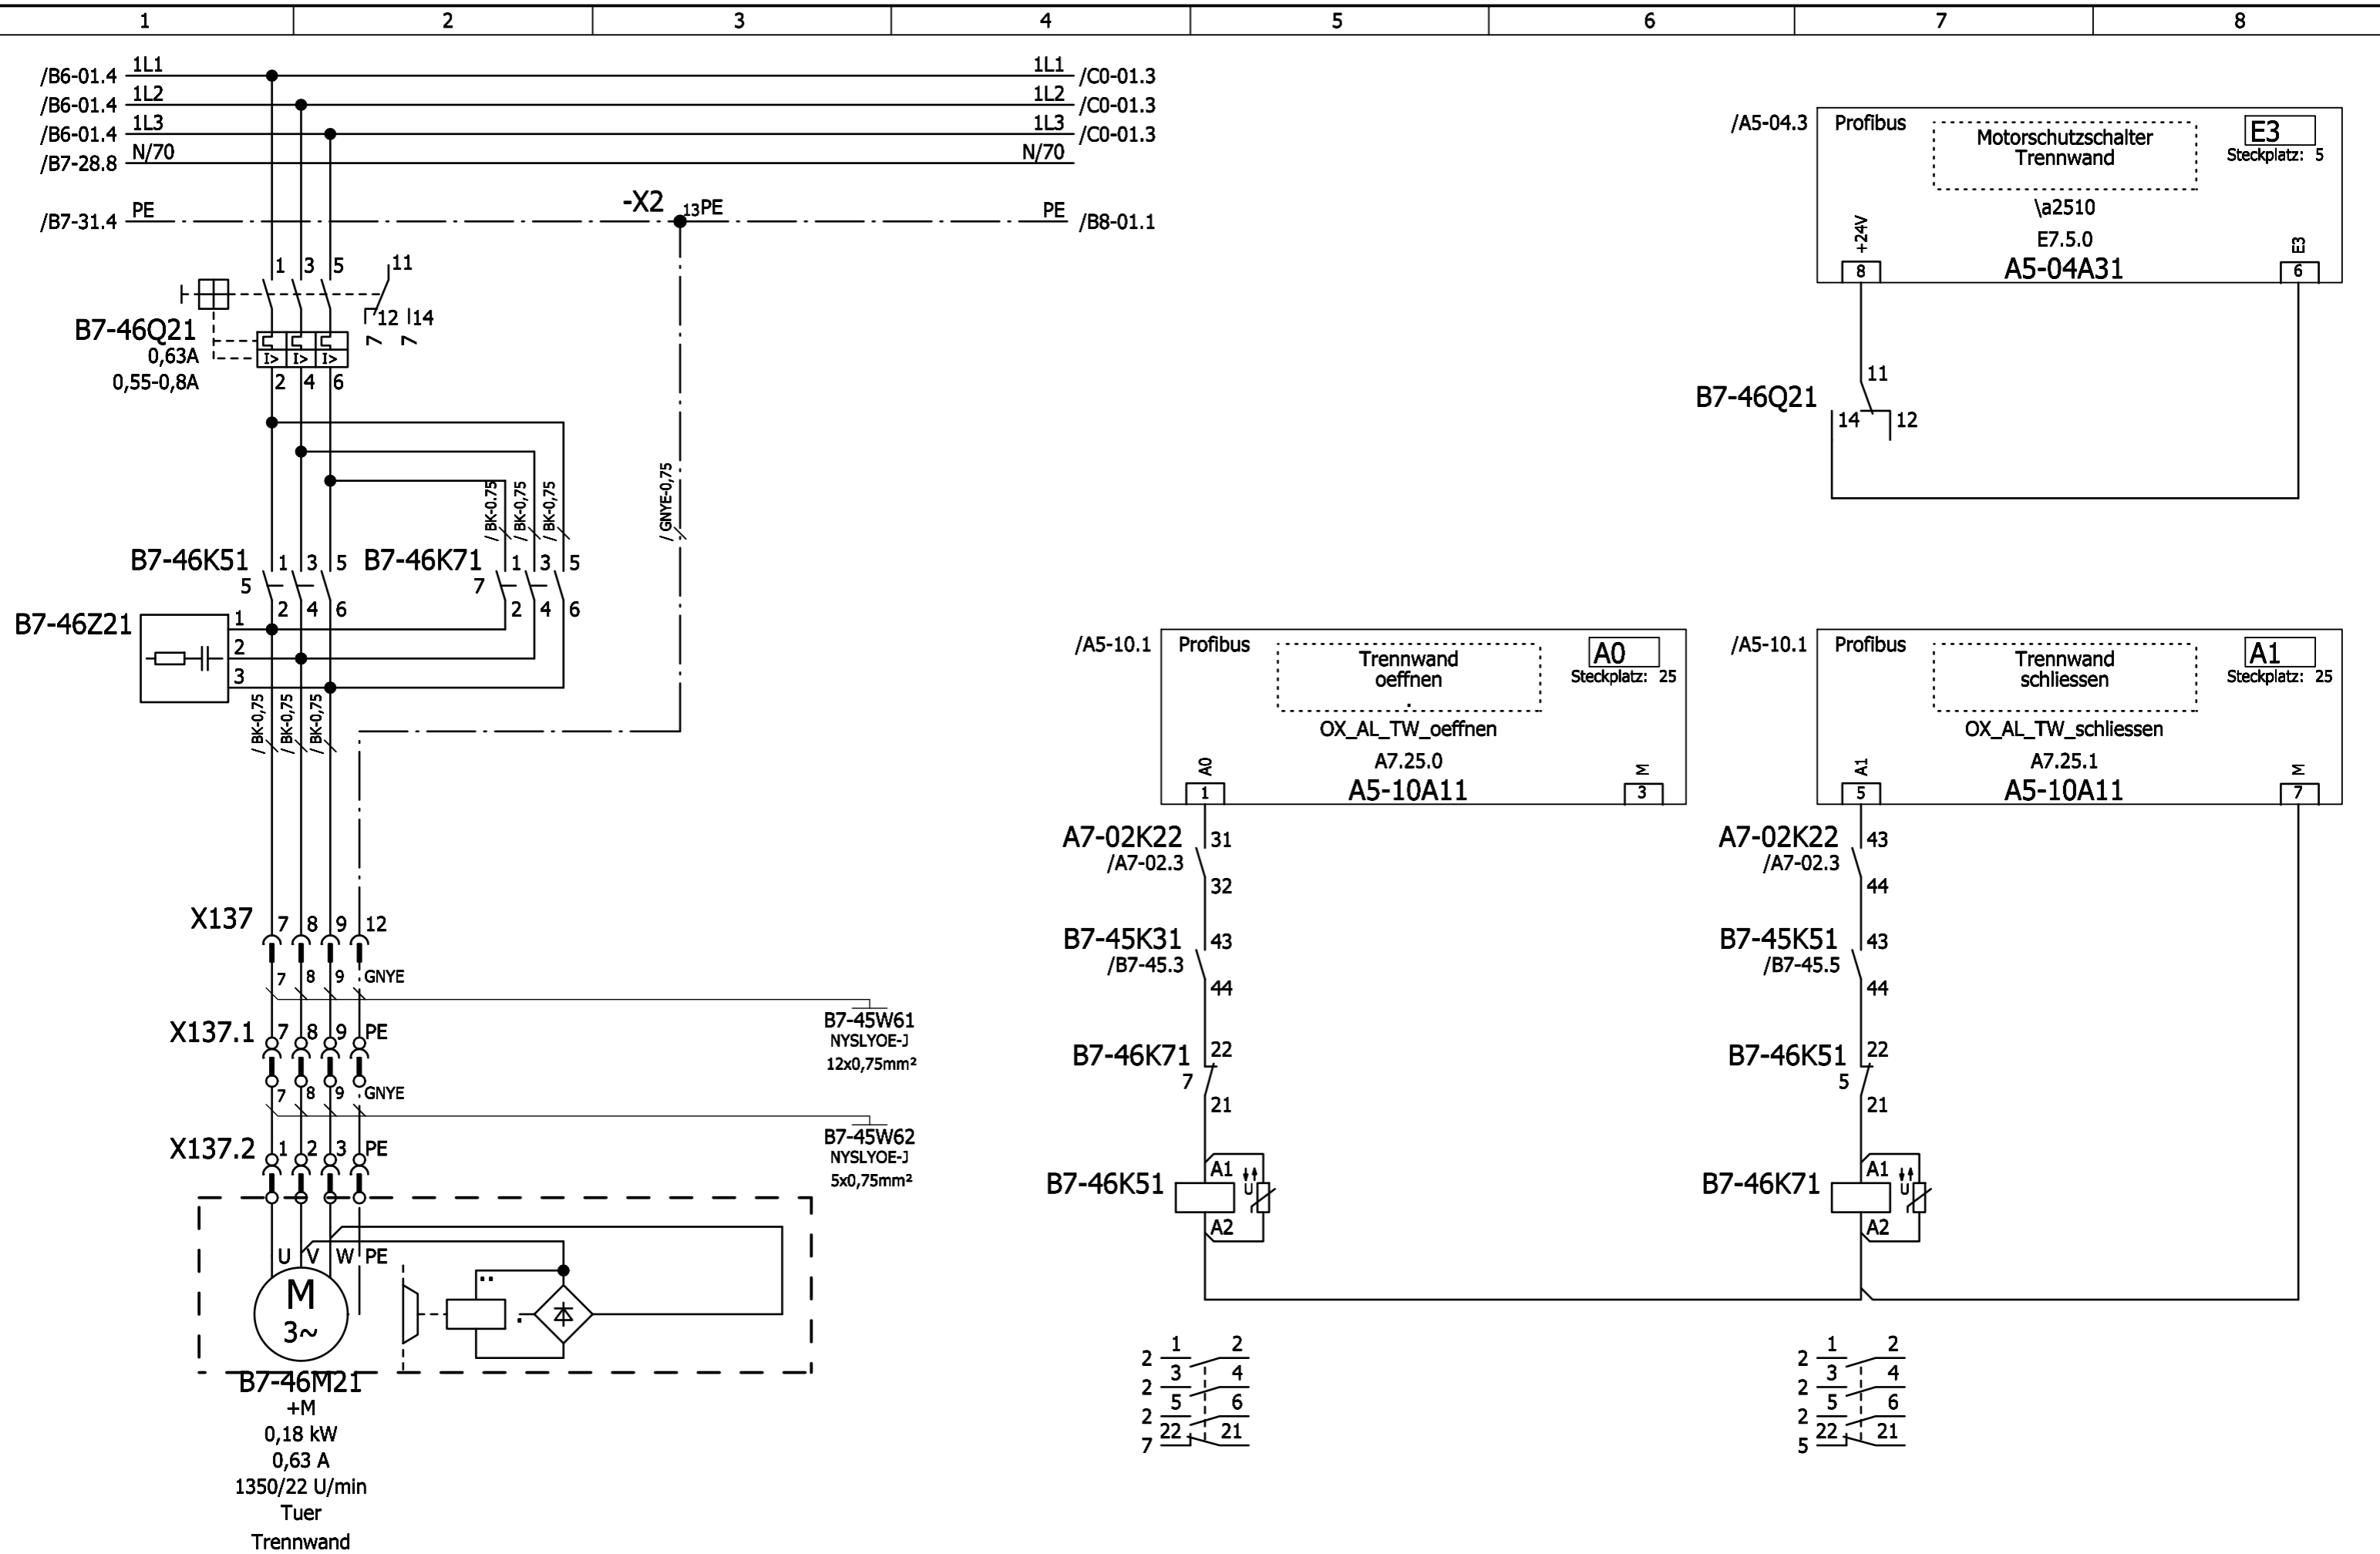 1 2 3 4 5 6 7 8
/B6-01.4 1L1 1L1 /C0-01.3
/B6-01.4 1L2 1L2 /C0-01.3
/B6-01.4 1L3 1L3 /C0-01.3
/B7-28.8 N/70 N/70
/B7-31.4 PE -X2 13 PE PE /B8-01.1
1 3 5 11
12 14
7 7
B7-46Q21
0,63A
0,55-0,8A
I> I> I>
2 4 6
/BK-0.75 /BK-0,75 /BK-0,75
/GNYE-0,75
B7-46K51 1 3 5
5
2 4 6
B7-46K71 1 3 5
7
2 4 6
B7-46Z21
1
2
3
/BK-0,75 /BK-0,75 /BK-0,75
X137 7 8 9 12
7 8 9 GNYE
B7-45W61
NYSLYOE-J
12x0,75mm²
X137.1 7 8 9 PE
7 8 9 GNYE
B7-45W62
NYSLYOE-J
5x0,75mm²
X137.2 1 2 3 PE
U V W PE
M
3~
B7-46M21
+M
0,18 kW
0,63 A
1350/22 U/min
Tuer
Trennwand
/A5-04.3 Profibus
Motorschutzschalter
Trennwand
E3
Steckplatz: 5
\a2510
E7.5.0
A5-04A31
+24V
8
E3
6
B7-46Q21
11
14 12
/A5-10.1 Profibus
Trennwand
oeffnen
.
A0
Steckplatz: 25
OX_AL_TW_oeffnen
A7.25.0
A5-10A11
A0
1
M
3
A7-02K22 31
/A7-02.3
32
B7-45K31 43
/B7-45.3
44
B7-46K71 22
7
21
B7-46K51 A1 U
A2
1 2
2
3 4
2
5 6
2
22 21
7
/A5-10.1 Profibus
Trennwand
schliessen
A1
Steckplatz: 25
OX_AL_TW_schliessen
A7.25.1
A5-10A11
A1
5
M
7
A7-02K22 43
/A7-02.3
44
B7-45K51 43
/B7-45.5
44
B7-46K51 22
5
21
B7-46K71 A1 U
A2
1 2
2
3 4
2
5 6
2
22 21
5